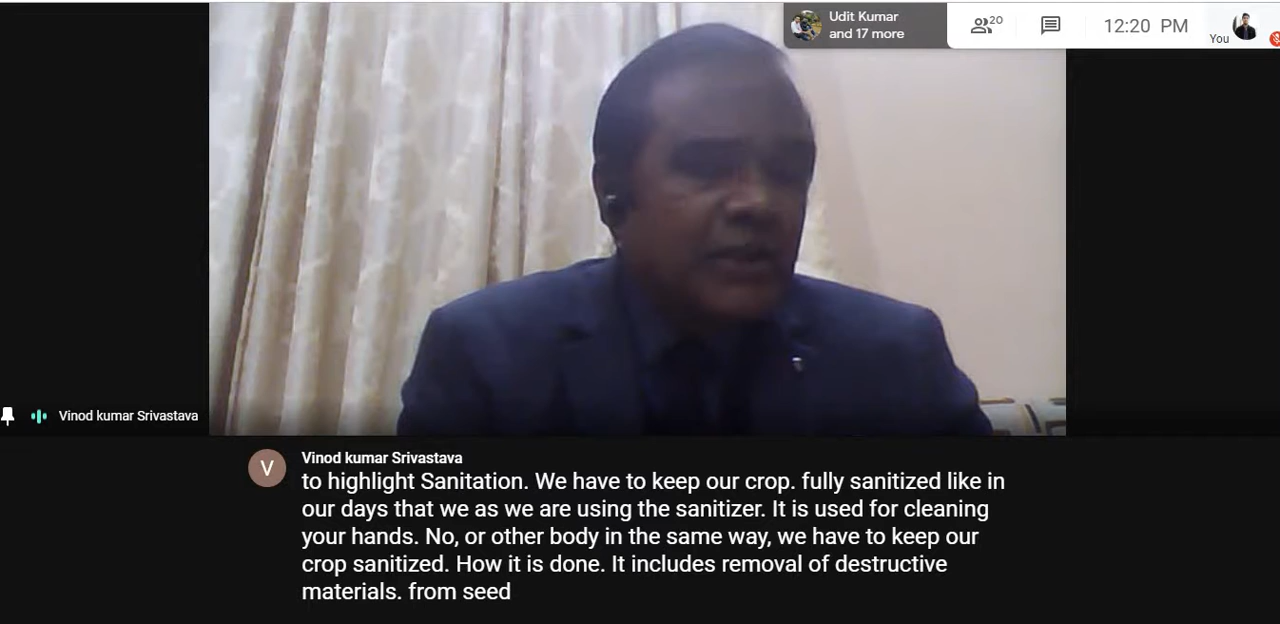 Udit Kumar
and 17 more
20
12:20 PM
You
Vinod kumar Srivastava
V
Vinod kumar Srivastava
to highlight Sanitation. We have to keep our crop. fully sanitized like in
our days that we as we are using the sanitizer. It is used for cleaning
your hands. No, or other body in the same way, we have to keep our
crop sanitized. How it is done. It includes removal of destructive
materials. from seed